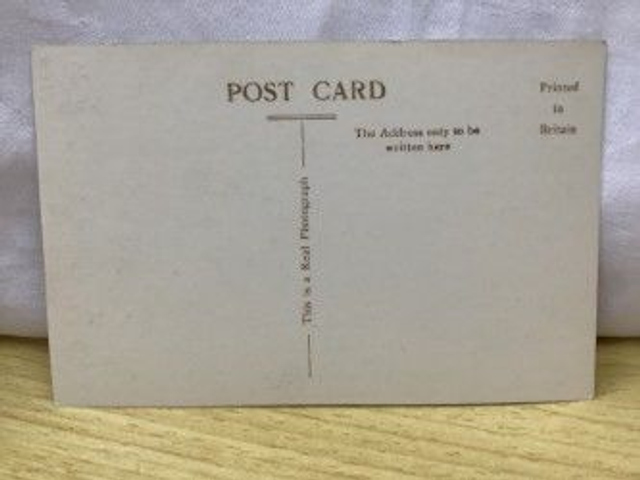 POST CARD
Printed
in
Britain
The Address only to be
written here
This is a Real Photograph